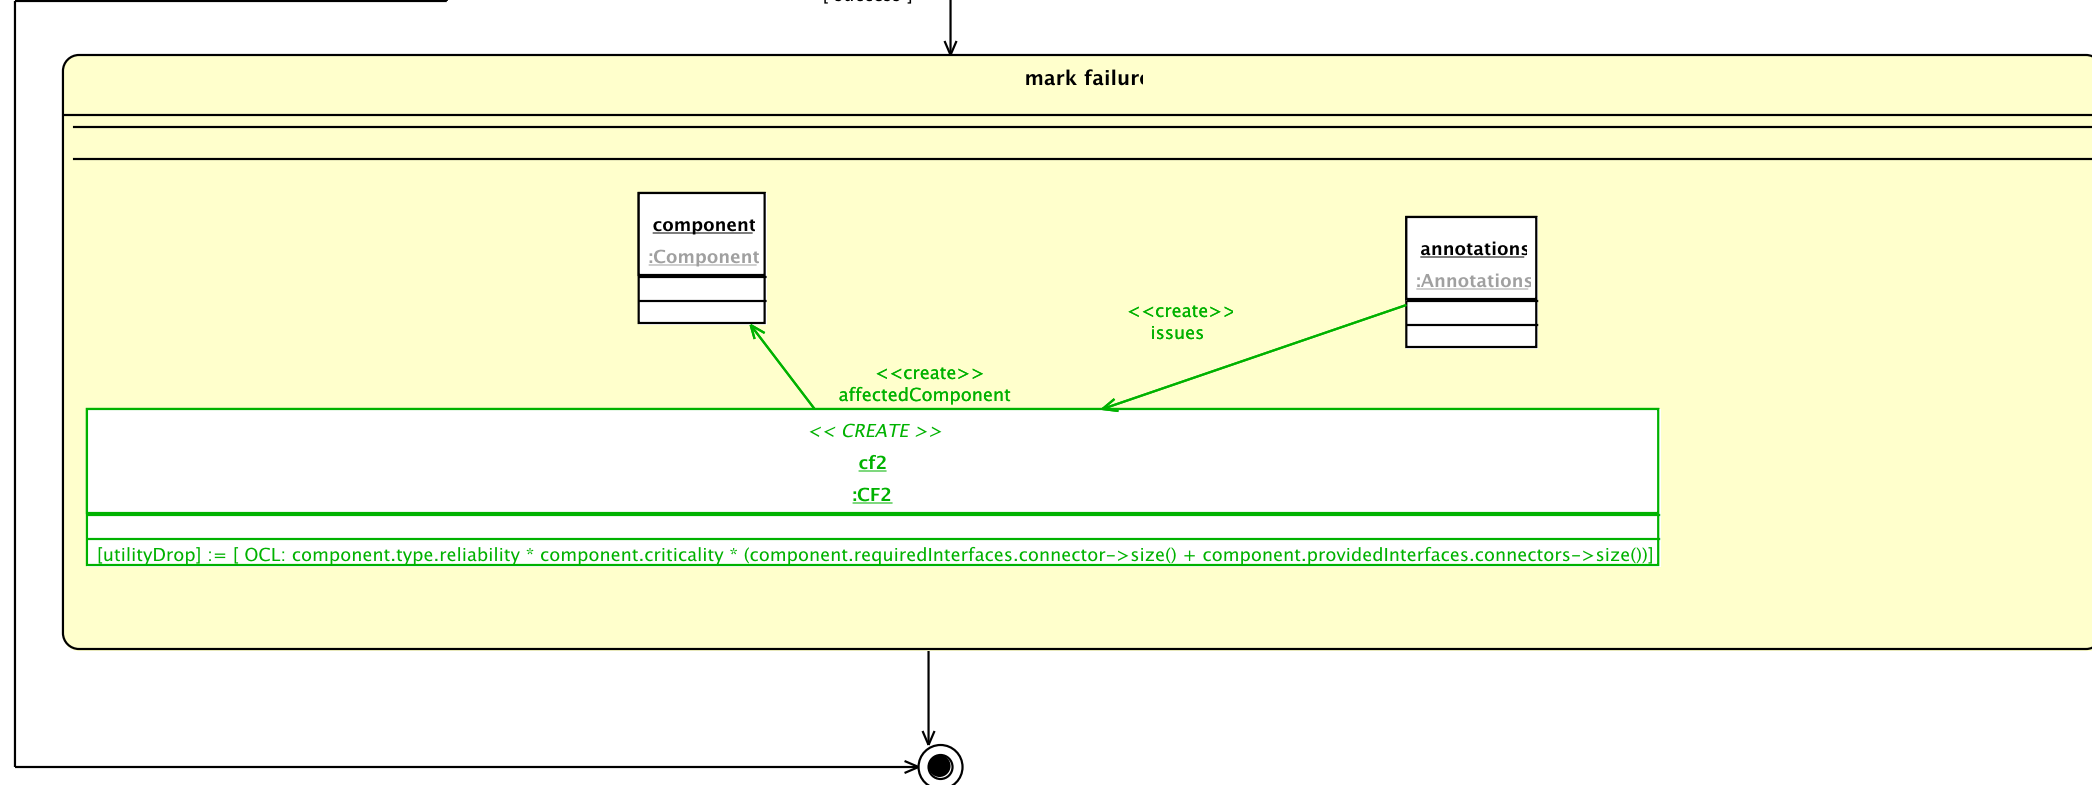 mark failure
component
:Component
annotations
:Annotations
<<create>>
issues
<<create>>
affectedComponent
<< CREATE >>
cf2
:CF2
[utilityDrop] := [ OCL: component.type.reliability * component.criticality * (component.requiredInterfaces.connector->size() + component.providedInterfaces.connectors->size())]